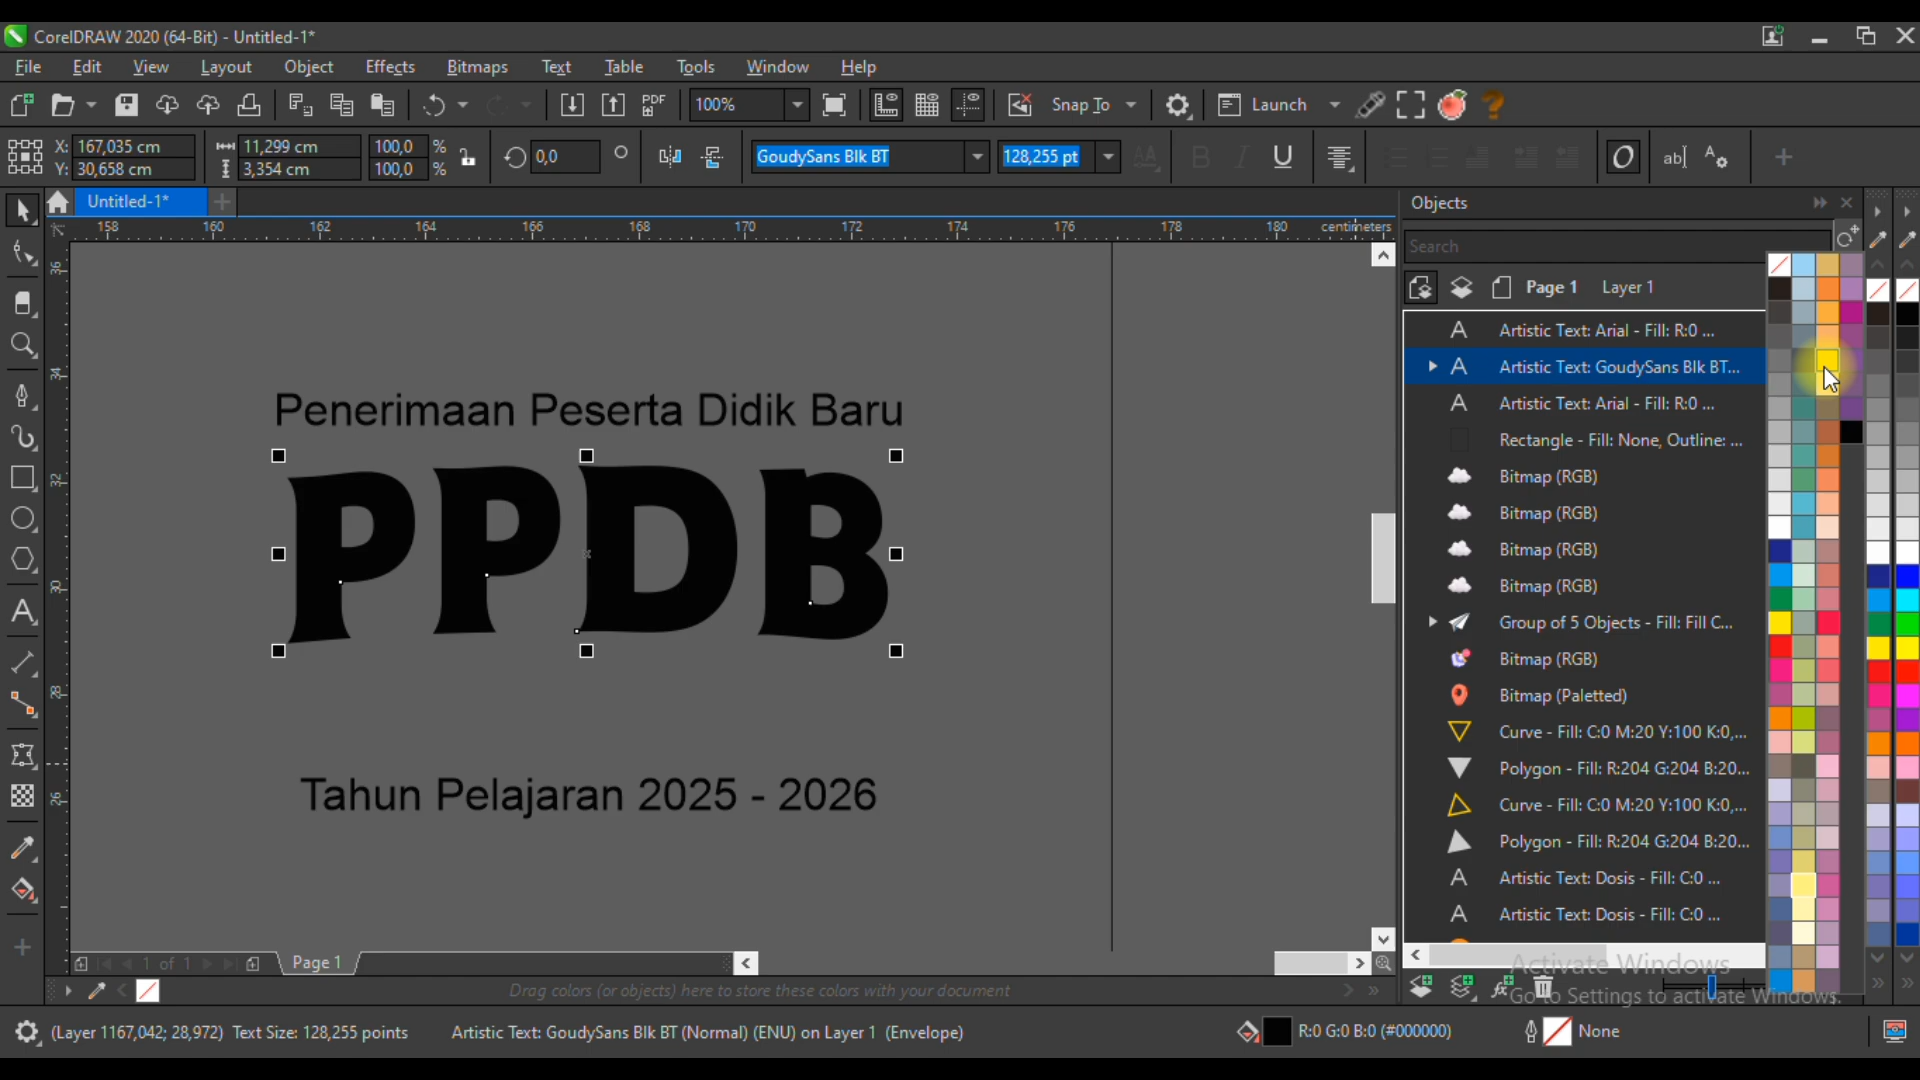 CorelDRAW 2020 (64-Bit) - Untitled-1*
File Edit View Layout Object Effects Bitmaps Text Table Tools Window Help
PDF 100% Snap To Launch
X: 167,035 cm 11,299 cm 100,0 % 0,0 GoudySans Blk BT 128,255 pt
Y: 30,658 cm 3,354 cm 100,0 %
Untitled-1*
158 160 162 164 166 168 170 172 174 176 178 180 centimeters
36
34
32
30
28
26
Penerimaan Peserta Didik Baru
PPDB
Tahun Pelajaran 2025 - 2026
Objects
Search
Page 1 Layer 1
Artistic Text: Arial - Fill: R:0 ...
Artistic Text: GoudySans Blk BT...
Artistic Text: Arial - Fill: R:0 ...
Rectangle - Fill: None, Outline: ...
Bitmap (RGB)
Bitmap (RGB)
Bitmap (RGB)
Bitmap (RGB)
Group of 5 Objects - Fill: Fill C...
Bitmap (RGB)
Bitmap (Paletted)
Curve - Fill: C:0 M:20 Y:100 K:0,...
Polygon - Fill: R:204 G:204 B:20...
Curve - Fill: C:0 M:20 Y:100 K:0,...
Polygon - Fill: R:204 G:204 B:20...
Artistic Text: Dosis - Fill: C:0 ...
Artistic Text: Dosis - Fill: C:0 ...
Activate Windows
Go to Settings to activate Windows.
1 of 1 Page 1
Drag colors (or objects) here to store these colors with your document
(Layer 1167,042; 28,972) Text Size: 128,255 points Artistic Text: GoudySans Blk BT (Normal) (ENU) on Layer 1 (Envelope) R:0 G:0 B:0 (#000000) None